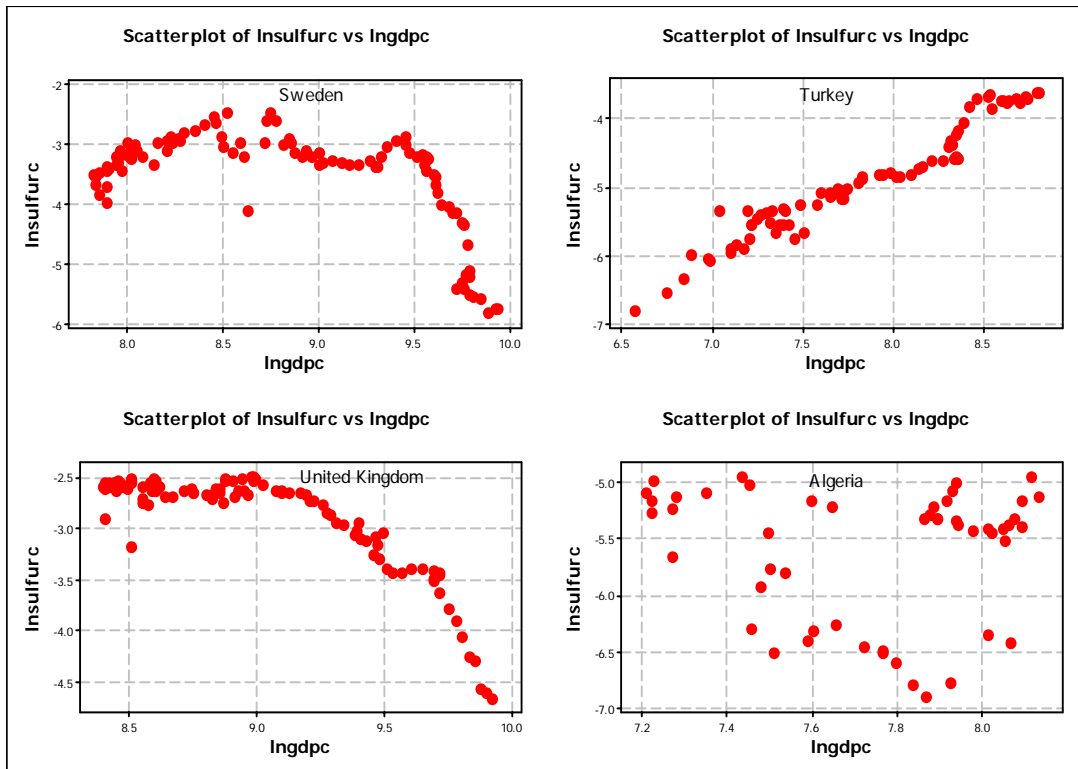 Scatterplot of lnsulfurc vs lngdpc
Sweden
lnsulfurc
-2
-3
-4
-5
-6
8.0 8.5 9.0 9.5 10.0
lngdpc
Scatterplot of lnsulfurc vs lngdpc
Turkey
lnsulfurc
-4
-5
-6
-7
6.5 7.0 7.5 8.0 8.5
lngdpc
Scatterplot of lnsulfurc vs lngdpc
United Kingdom
lnsulfurc
-2.5
-3.0
-3.5
-4.0
-4.5
8.5 9.0 9.5 10.0
lngdpc
Scatterplot of lnsulfurc vs lngdpc
Algeria
lnsulfurc
-5.0
-5.5
-6.0
-6.5
-7.0
7.2 7.4 7.6 7.8 8.0
lngdpc